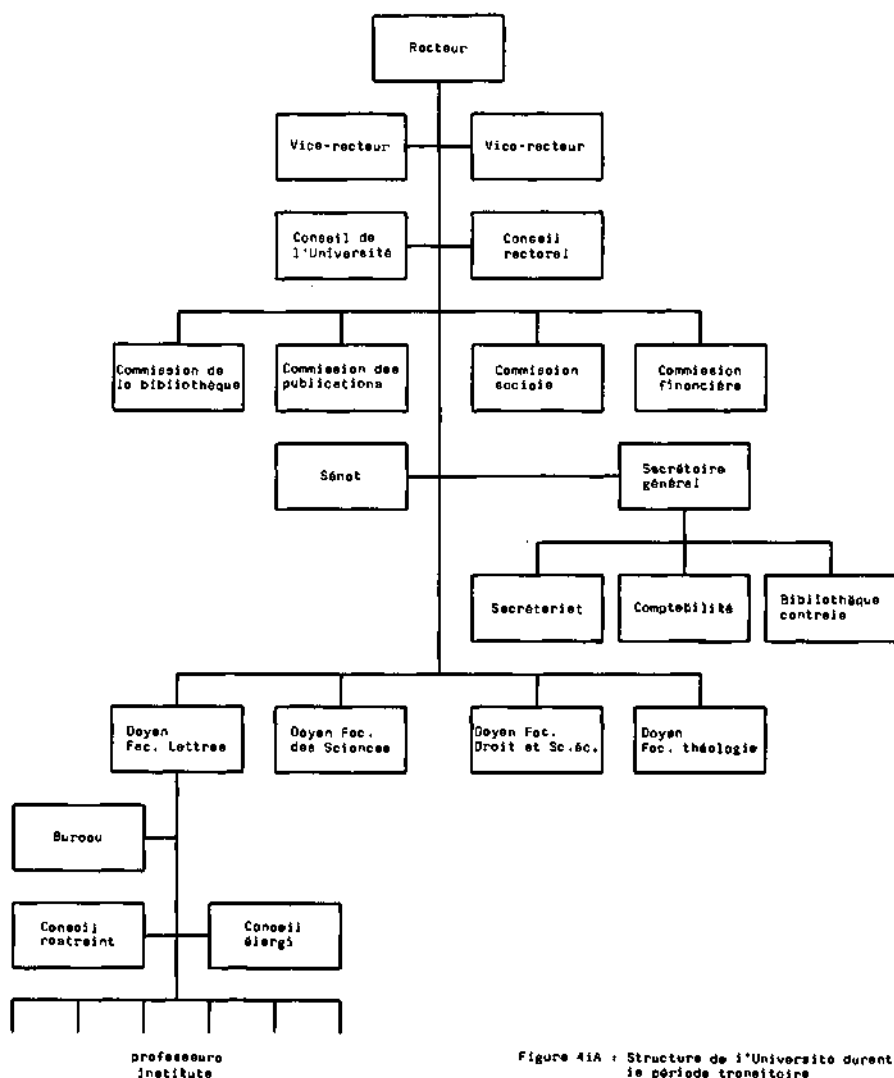 Recteur
Vice-recteur
Vice-recteur
Conseil de
l'Université
Conseil
rectoral
Commission de
la bibliothèque
Commission des
publications
Commission
sociale
Commission
financière
Sénat
Secrétaire
général
Secrétariat
Comptabilité
Bibliothèque
centrale
Doyen
Fac. Lettres
Doyen Fac.
des Sciences
Doyen Fac.
Droit et Sc.éc.
Doyen
Fac. théologie
Bureau
Conseil
restreint
Conseil
élargi
professeurs
instituts
Figure 41A : Structure de l'Université durant
la période transitoire